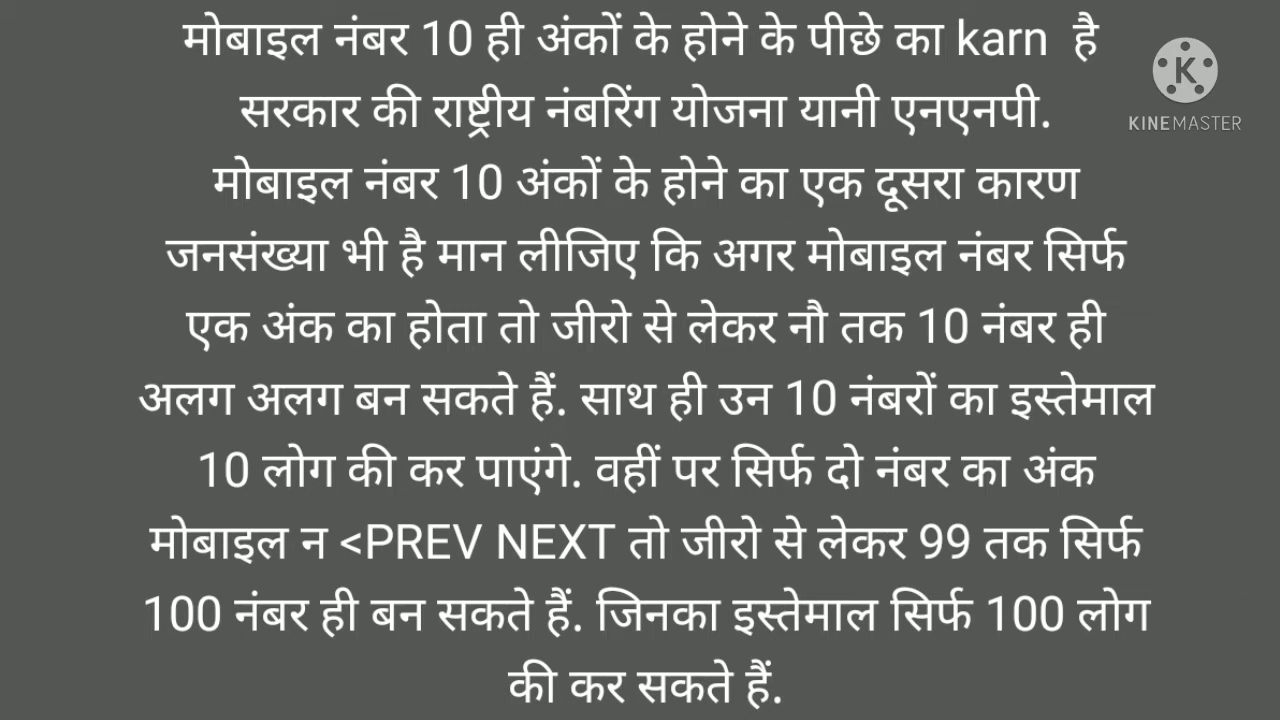 मोबाइल नंबर 10 ही अंकों के होने के पीछे का karn है
सरकार की राष्ट्रीय नंबरिंग योजना यानी एनएनपी.
मोबाइल नंबर 10 अंकों के होने का एक दूसरा कारण
जनसंख्या भी है मान लीजिए कि अगर मोबाइल नंबर सिर्फ
एक अंक का होता तो जीरो से लेकर नौ तक 10 नंबर ही
अलग अलग बन सकते हैं. साथ ही उन 10 नंबरों का इस्तेमाल
10 लोग की कर पाएंगे. वहीं पर सिर्फ दो नंबर का अंक
मोबाइल न <PREV NEXT तो जीरो से लेकर 99 तक सिर्फ
100 नंबर ही बन सकते हैं. जिनका इस्तेमाल सिर्फ 100 लोग
की कर सकते हैं.
K
KINEMASTER